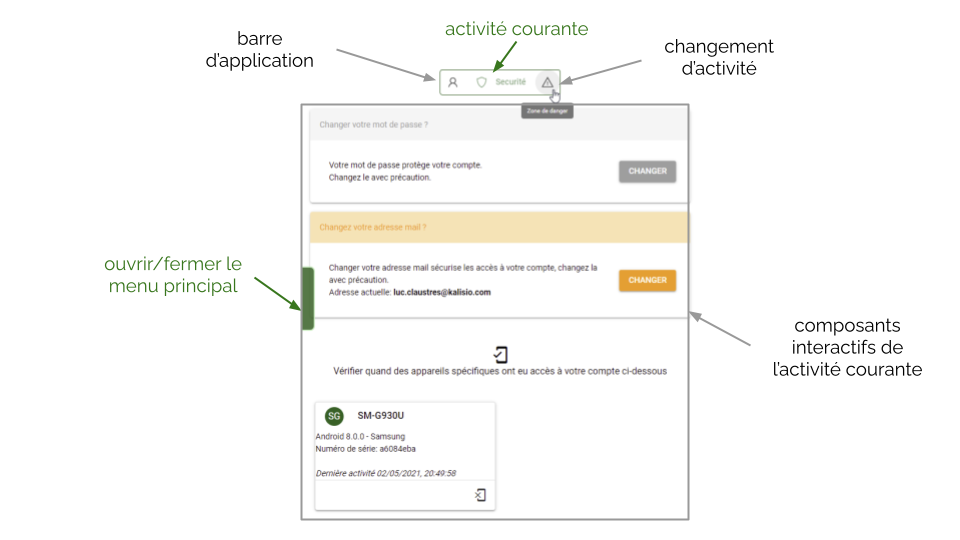 activité courante
barre
d'application
changement
d'activité
Securité
Zone de danger
Changer votre mot de passe ?
Votre mot de passe protège votre compte.
Changez le avec précaution.
CHANGER
Changez votre adresse mail ?
ouvrir/fermer le
menu principal
Changer votre adresse mail sécurise les accès à votre compte, changez la
avec précaution.
Adresse actuelle: luc.claustres@kalisio.com
CHANGER
composants
interactifs de
l'activité courante
Vérifier quand des appareils spécifiques ont eu accès à votre compte ci-dessous
SG SM-G930U
Android 8.0.0 - Samsung
Numéro de série: a6084eba
Dernière activité 02/05/2021, 20:49:58